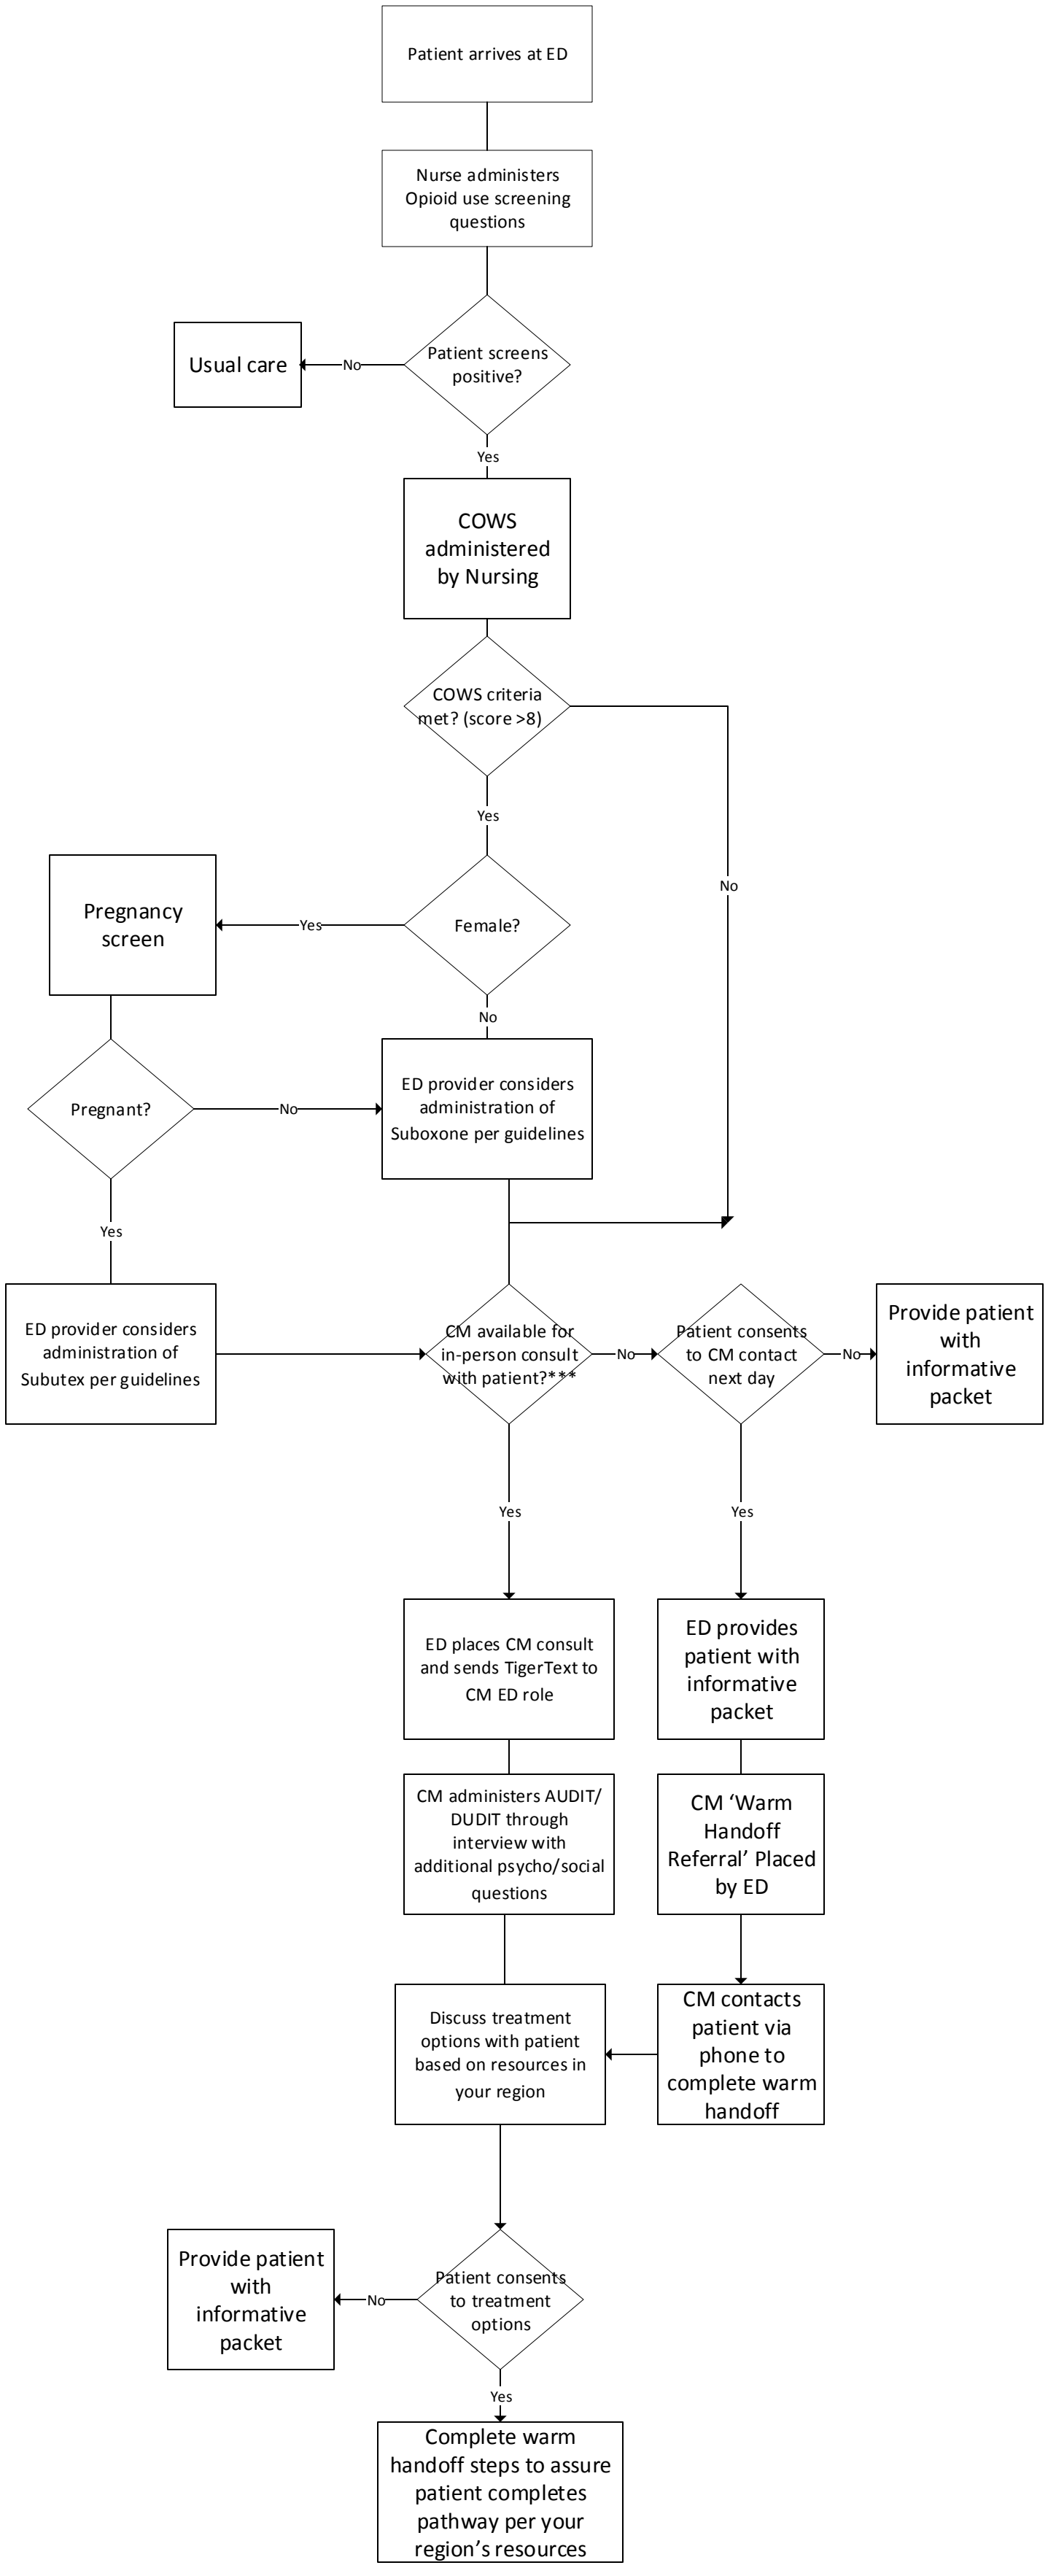 Patient arrives at ED
Nurse administers
Opioid use screening
questions
Patient screens
positive?
No
Usual care
Yes
COWS
administered
by Nursing
COWS criteria
met? (score >8)
Yes
No
Female?
Yes
Pregnancy
screen
No
Pregnant?
No
ED provider considers
administration of
Suboxone per guidelines
Yes
ED provider considers
administration of
Subutex per guidelines
CM available for
in-person consult
with patient?***
No
Patient consents
to CM contact
next day
No
Provide patient
with
informative
packet
Yes
Yes
ED places CM consult
and sends TigerText to
CM ED role
ED provides
patient with
informative
packet
CM administers AUDIT/
DUDIT through
interview with
additional psycho/social
questions
CM ‘Warm
Handoff
Referral’ Placed
by ED
Discuss treatment
options with patient
based on resources in
your region
CM contacts
patient via
phone to
complete warm
handoff
Patient consents
to treatment
options
No
Provide patient
with
informative
packet
Yes
Complete warm
handoff steps to assure
patient completes
pathway per your
region’s resources